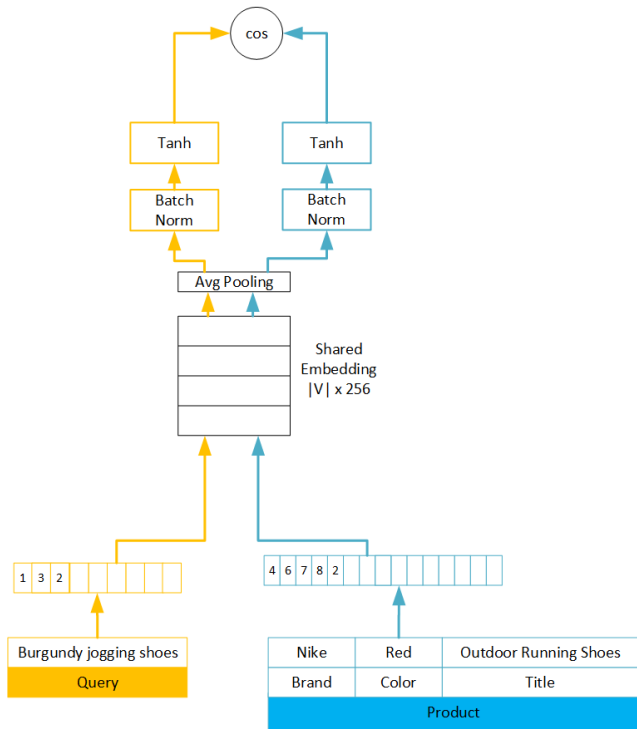 cos
Tanh
Tanh
Batch
Norm
Batch
Norm
Avg Pooling
Shared
Embedding
|V| x 256
1 3 2
4 6 7 8 2
Burgundy jogging shoes
Query
Nike Red Outdoor Running Shoes
Brand Color Title
Product